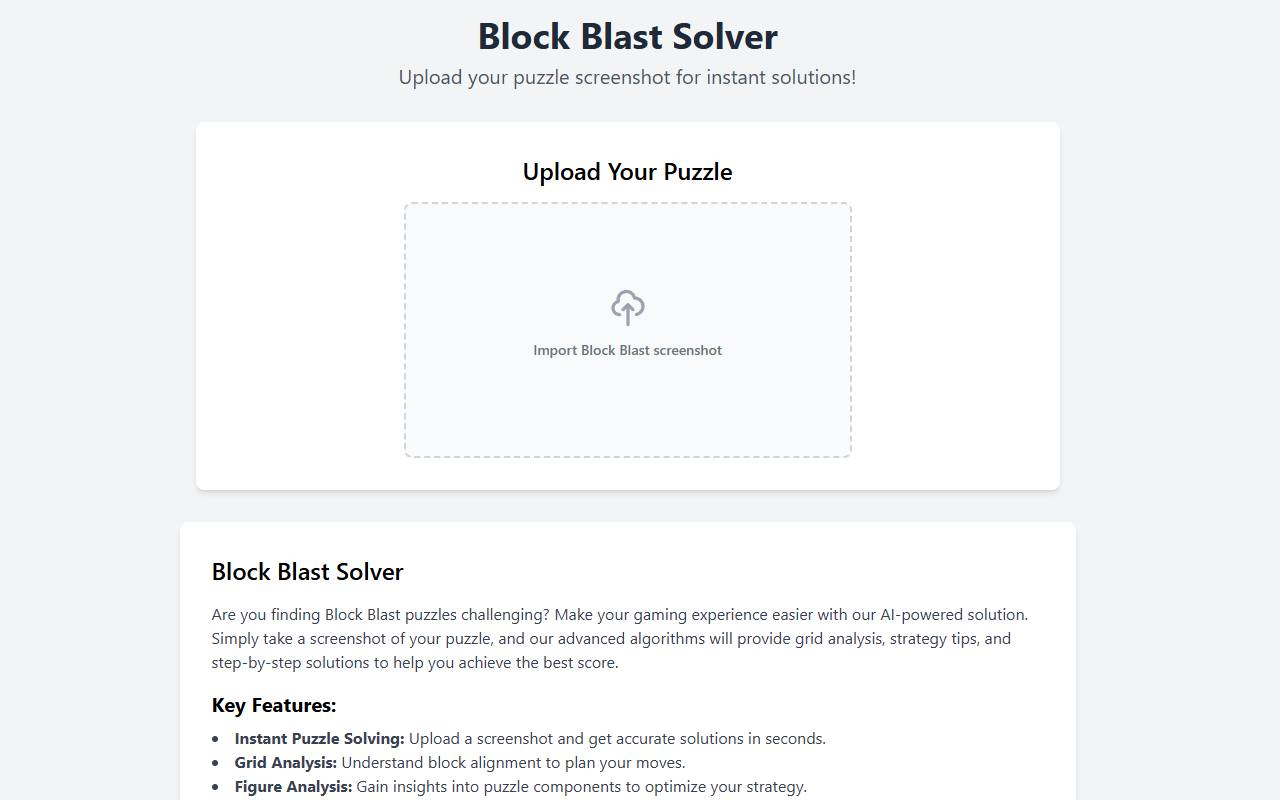 Block Blast Solver
Upload your puzzle screenshot for instant solutions!
Upload Your Puzzle
Import Block Blast screenshot
Block Blast Solver
Are you finding Block Blast puzzles challenging? Make your gaming experience easier with our AI-powered solution.
Simply take a screenshot of your puzzle, and our advanced algorithms will provide grid analysis, strategy tips, and
step-by-step solutions to help you achieve the best score.
Key Features:
• Instant Puzzle Solving: Upload a screenshot and get accurate solutions in seconds.
• Grid Analysis: Understand block alignment to plan your moves.
• Figure Analysis: Gain insights into puzzle components to optimize your strategy.